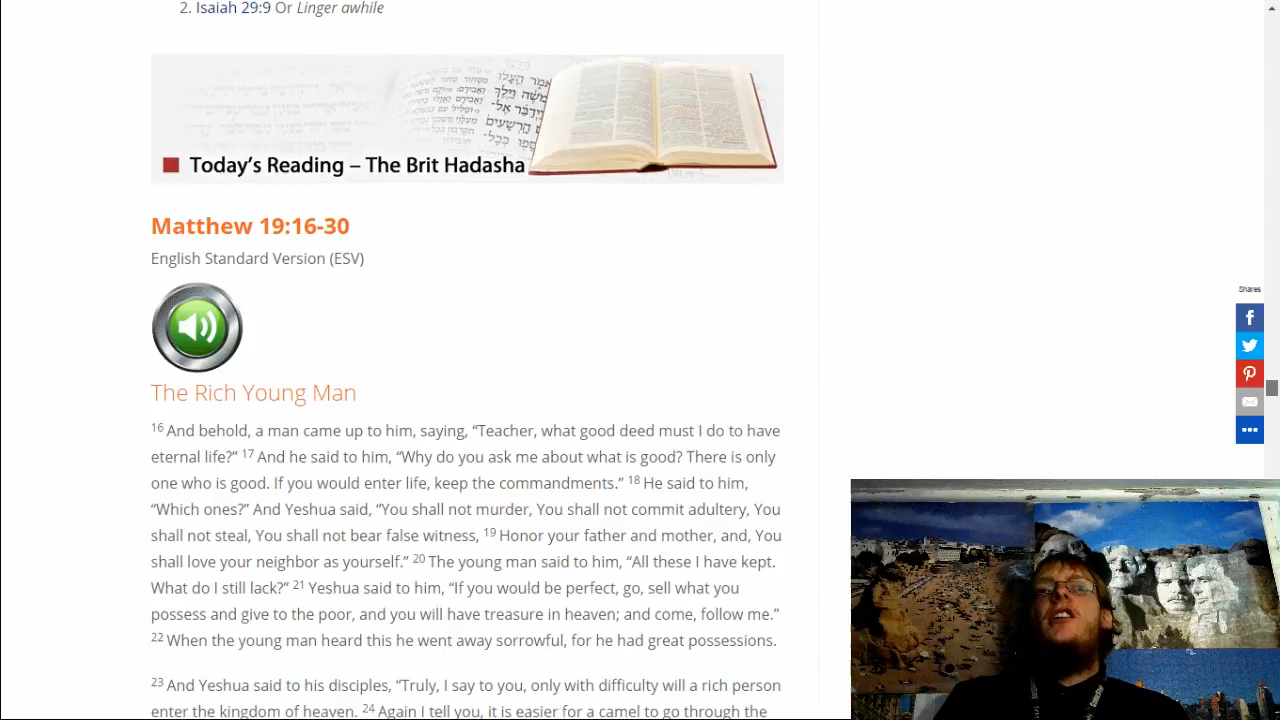 2. Isaiah 29:9 Or Linger awhile
■ Today's Reading – The Brit Hadasha
Matthew 19:16-30
English Standard Version (ESV)
The Rich Young Man
16 And behold, a man came up to him, saying, “Teacher, what good deed must I do to have
eternal life?” 17 And he said to him, “Why do you ask me about what is good? There is only
one who is good. If you would enter life, keep the commandments.” 18 He said to him,
“Which ones?” And Yeshua said, “You shall not murder, You shall not commit adultery, You
shall not steal, You shall not bear false witness, 19 Honor your father and mother, and, You
shall love your neighbor as yourself.” 20 The young man said to him, “All these I have kept.
What do I still lack?” 21 Yeshua said to him, “If you would be perfect, go, sell what you
possess and give to the poor, and you will have treasure in heaven; and come, follow me.“
22 When the young man heard this he went away sorrowful, for he had great possessions.
23 And Yeshua said to his disciples, “Truly, I say to you, only with difficulty will a rich person
enter the kingdom of heaven. 24 Again I tell you, it is easier for a camel to go through the
Shares